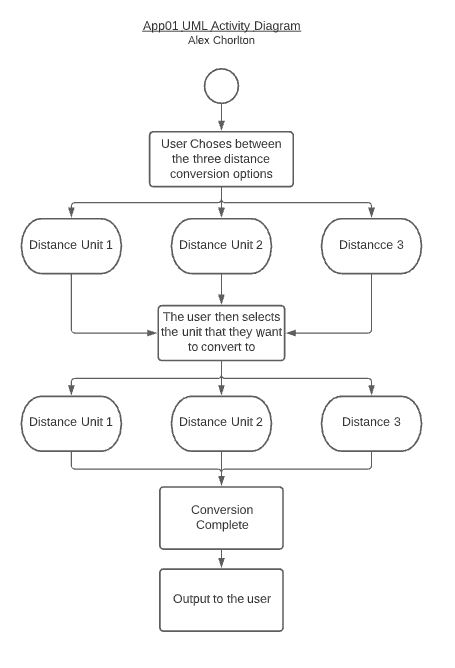 App01 UML Activity Diagram
Alex Chorlton
User Choses between
the three distance
conversion options
Distance Unit 1
Distance Unit 2
Distancce 3
The user then selects
the unit that they want
to convert to
Distance Unit 1
Distance Unit 2
Distance 3
Conversion
Complete
Output to the user